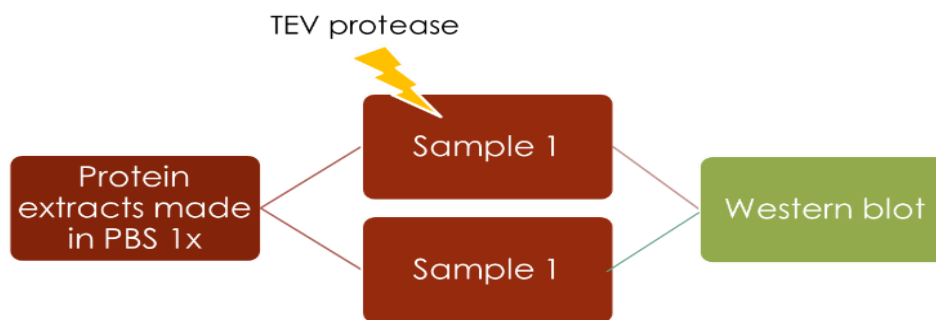 TEV protease
Protein
extracts made
in PBS 1x
Sample 1
Sample 1
Western blot